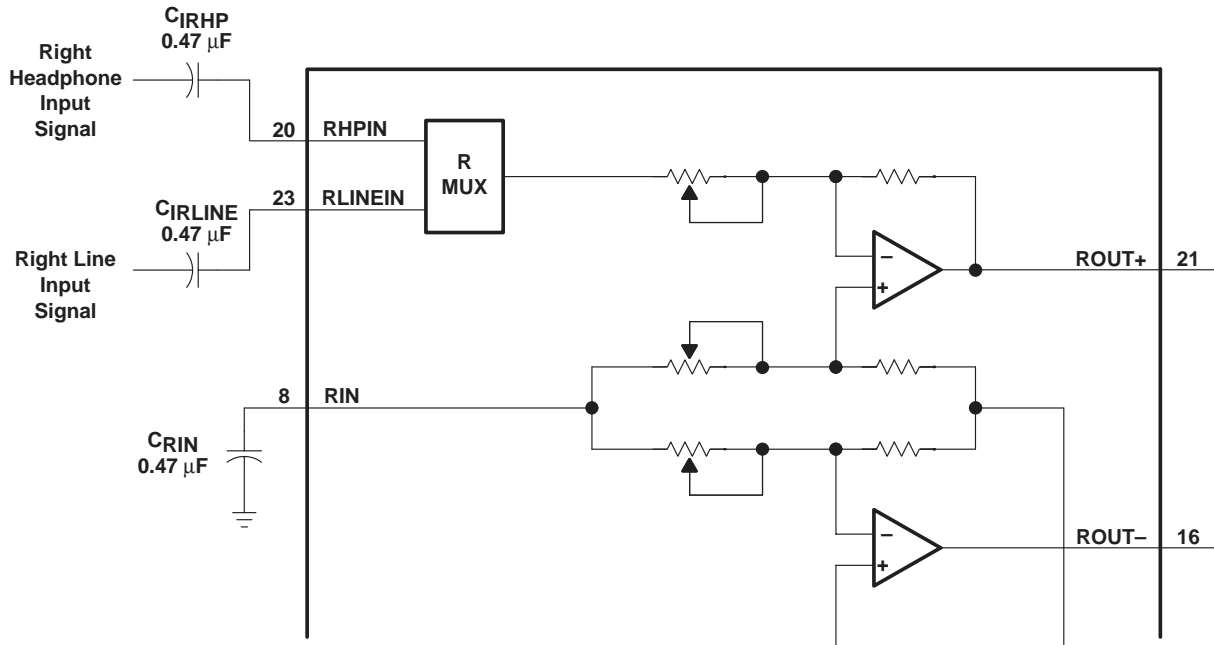 CIRHP
0.47 μF
Right
Headphone
Input
Signal
20
RHPIN
R
MUX
23
RLINEIN
CIRLINE
0.47 μF
Right Line
Input
Signal
−
+
ROUT+
21
8
RIN
CRIN
0.47 μF
−
+
ROUT−
16